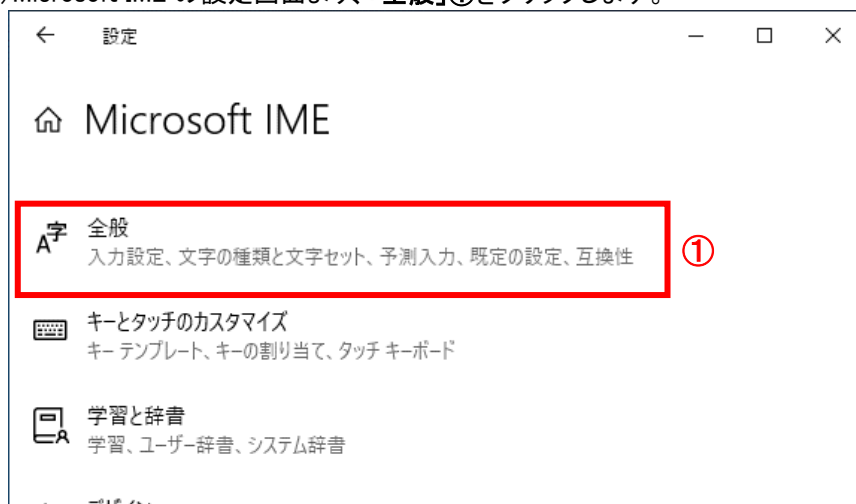 Microsoft IME の設定画面より、「全般」①をクリックします。
設定
Microsoft IME
全般
入力設定、文字の種類と文字セット、予測入力、既定の設定、互換性
①
キーとタッチのカスタマイズ
キー テンプレート、キーの割り当て、タッチ キーボード
学習と辞書
学習、ユーザー辞書、システム辞書